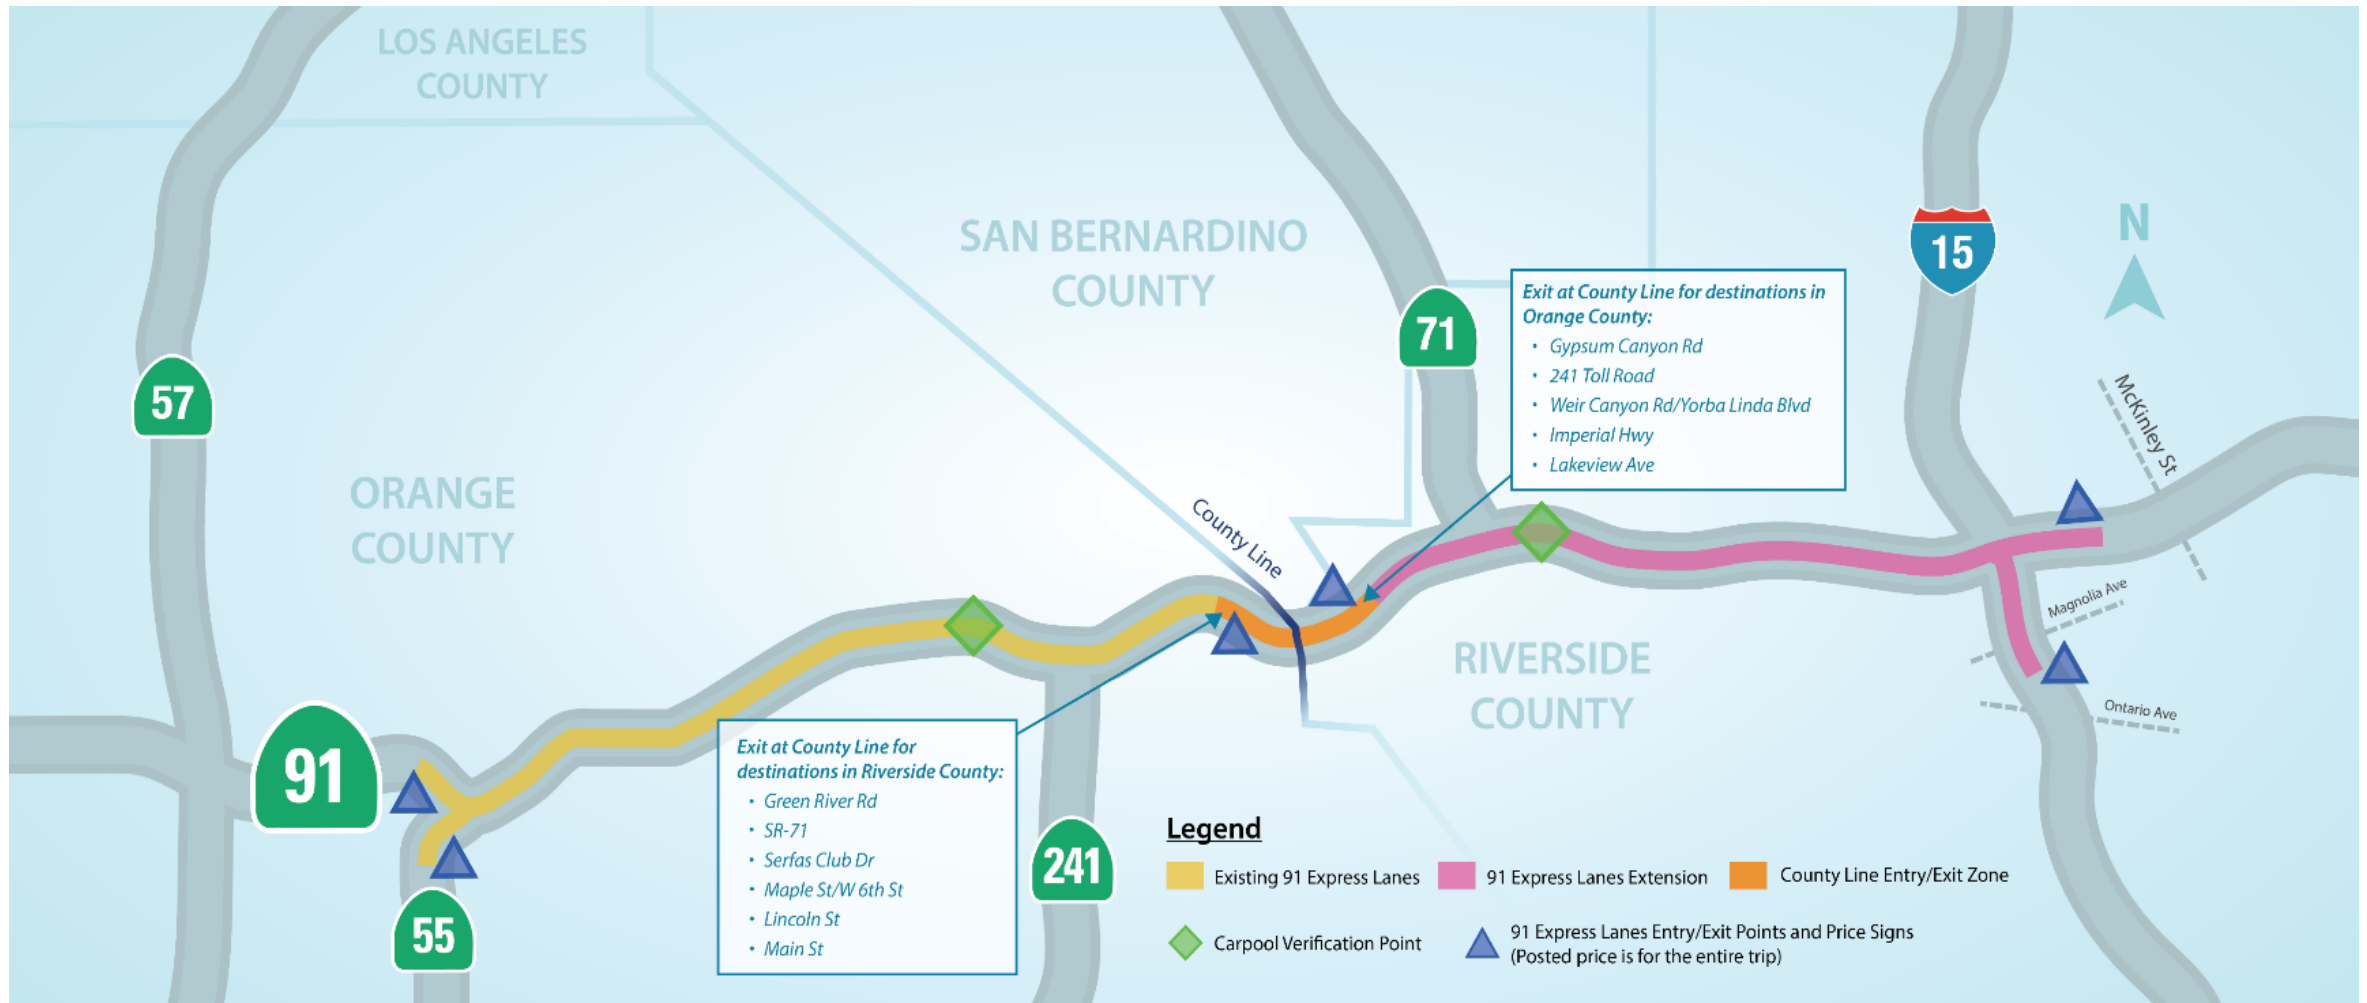 LOS ANGELES
COUNTY
SAN BERNARDINO
COUNTY
N
15
Exit at County Line for destinations in
Orange County:
• Gypsum Canyon Rd
• 241 Toll Road
• Weir Canyon Rd/Yorba Linda Blvd
• Imperial Hwy
• Lakeview Ave
71
57
McKinley St
ORANGE
COUNTY
County Line
Magnolia Ave
RIVERSIDE
COUNTY
Ontario Ave
91
Exit at County Line for
destinations in Riverside County:
• Green River Rd
• SR-71
• Serfas Club Dr
• Maple St/W 6th St
• Lincoln St
• Main St
241
55
Legend
Existing 91 Express Lanes
91 Express Lanes Extension
County Line Entry/Exit Zone
Carpool Verification Point
91 Express Lanes Entry/Exit Points and Price Signs
(Posted price is for the entire trip)